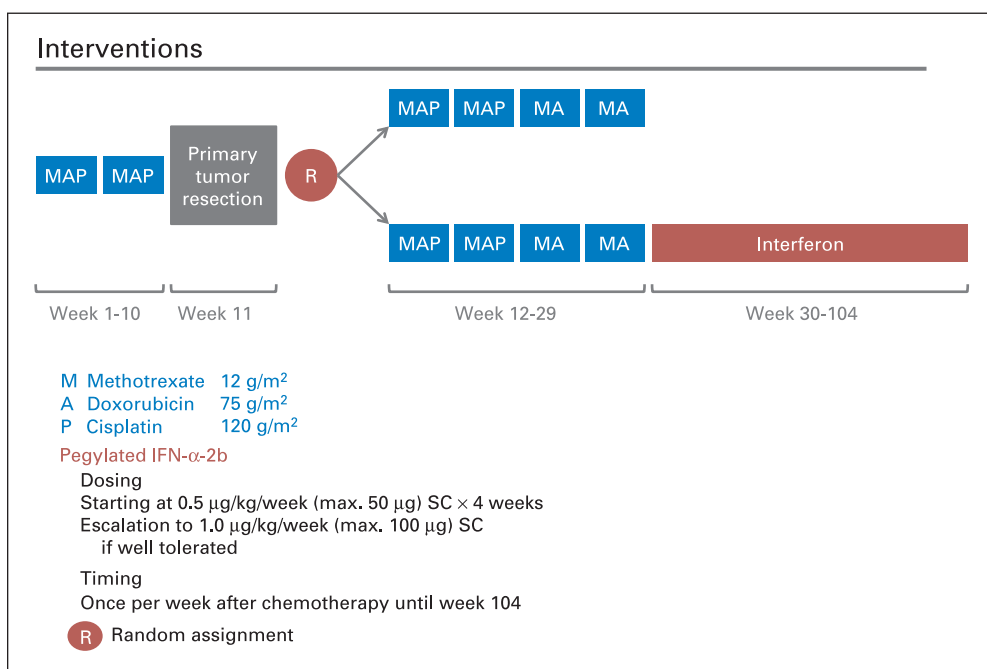 Interventions
MAP MAP MA MA
MAP MAP
Primary
tumor
resection
R
MAP MAP MA MA Interferon
Week 1-10 Week 11 Week 12-29 Week 30-104
M Methotrexate 12 g/m²
A Doxorubicin 75 g/m²
P Cisplatin 120 g/m²
Pegylated IFN-α-2b
Dosing
Starting at 0.5 µg/kg/week (max. 50 µg) SC × 4 weeks
Escalation to 1.0 µg/kg/week (max. 100 µg) SC
if well tolerated
Timing
Once per week after chemotherapy until week 104
R Random assignment